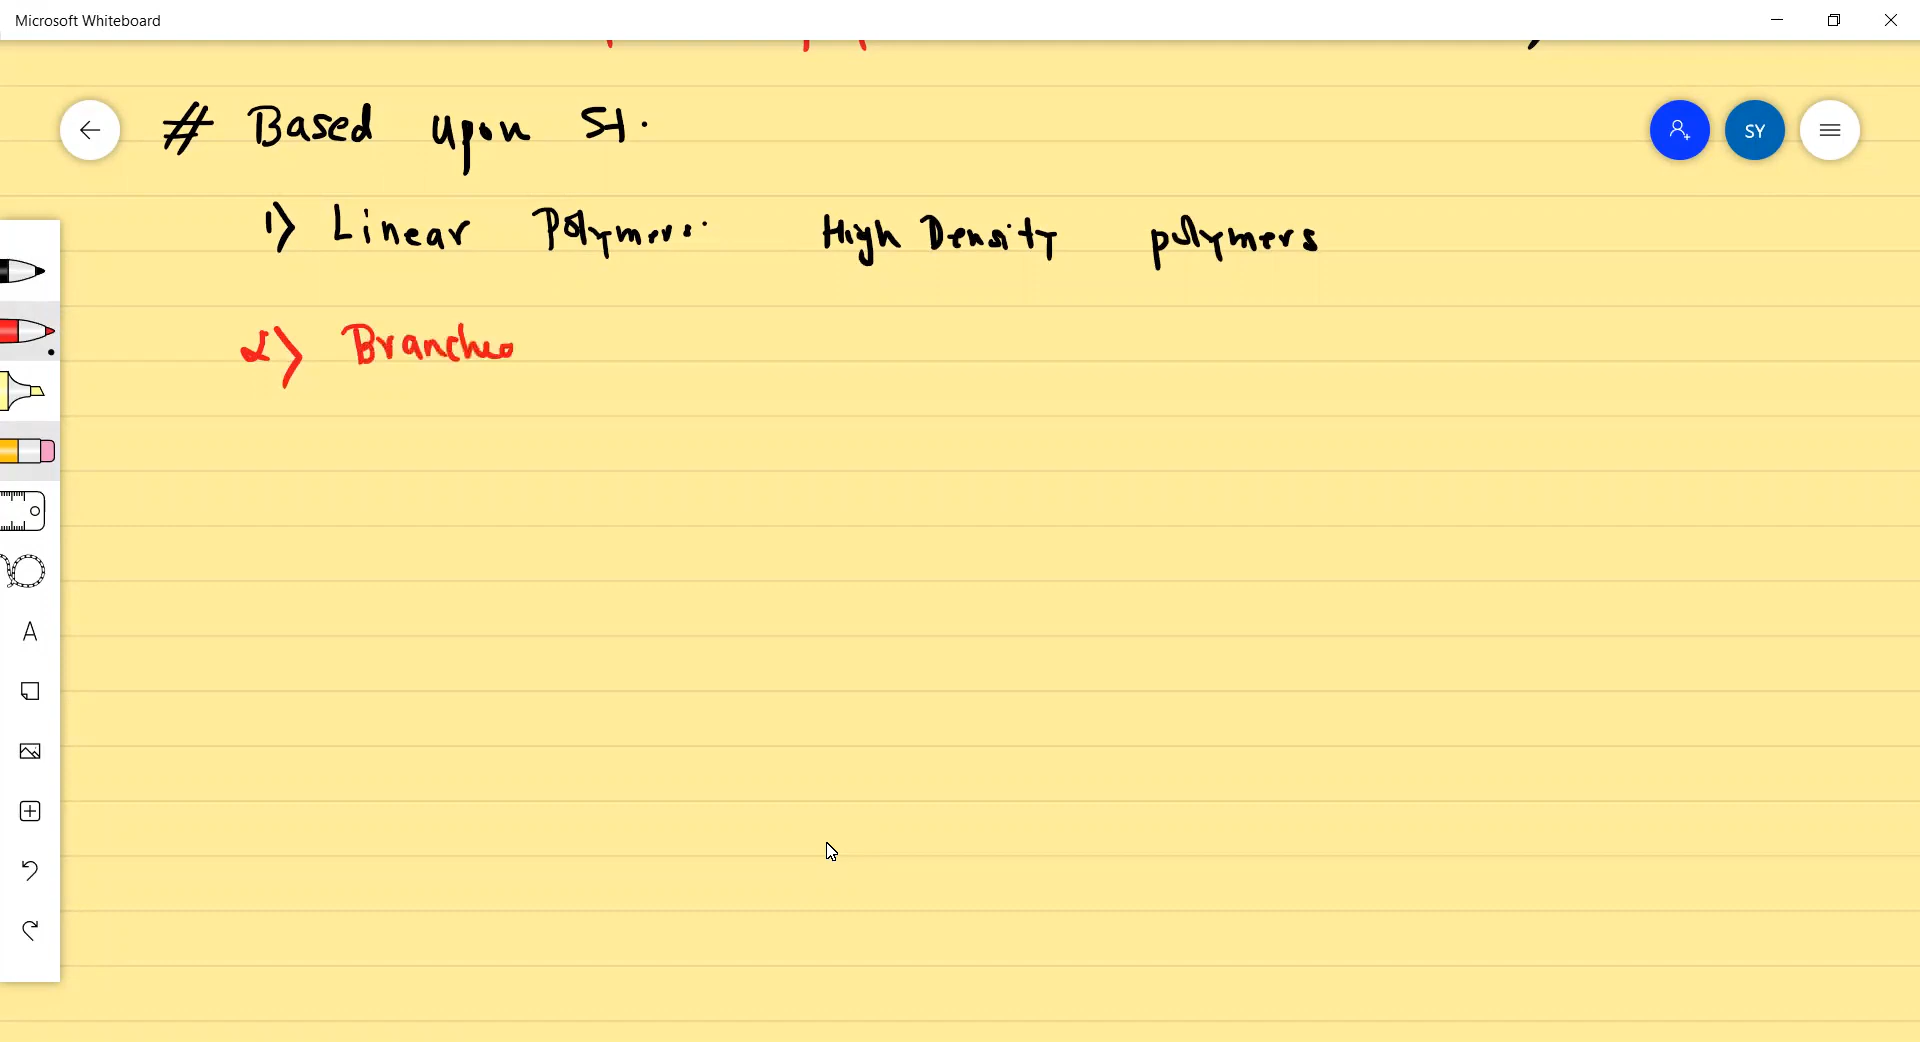 Microsoft Whiteboard
# Based upon St.
SY
1) Linear Polymers. High Density polymers
2) Branche
A